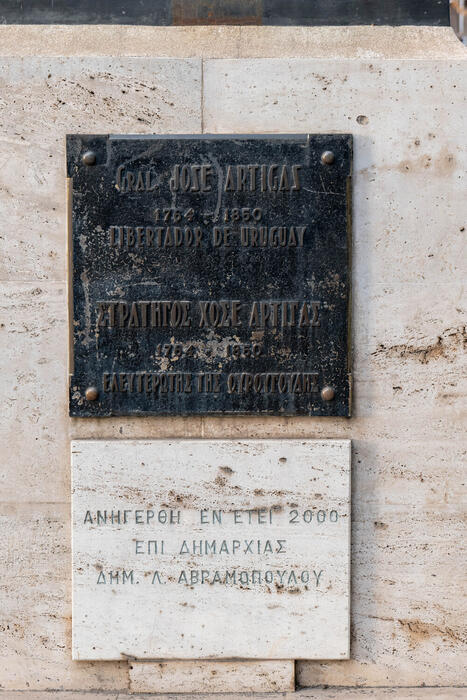 GRAL JOSE ARTIGAS
1764 - 1850
LIBERTADOR DE URUGUAY
ΣΤΡΑΤΗΓΟΣ ΧΟΣΕ ΑΡΤΙΓΑΣ
1764 - 1850
ΕΛΕΥΘΕΡΩΤΗΣ ΤΗΣ ΟΥΡΟΥΓΟΥΑΗΣ
ΑΝΗΓΕΡΘΗ ΕΝ ΕΤΕΙ 2000
ΕΠΙ ΔΗΜΑΡΧΙΑΣ
ΔΗΜ. Λ. ΑΒΡΑΜΟΠΟΥΛΟΥ